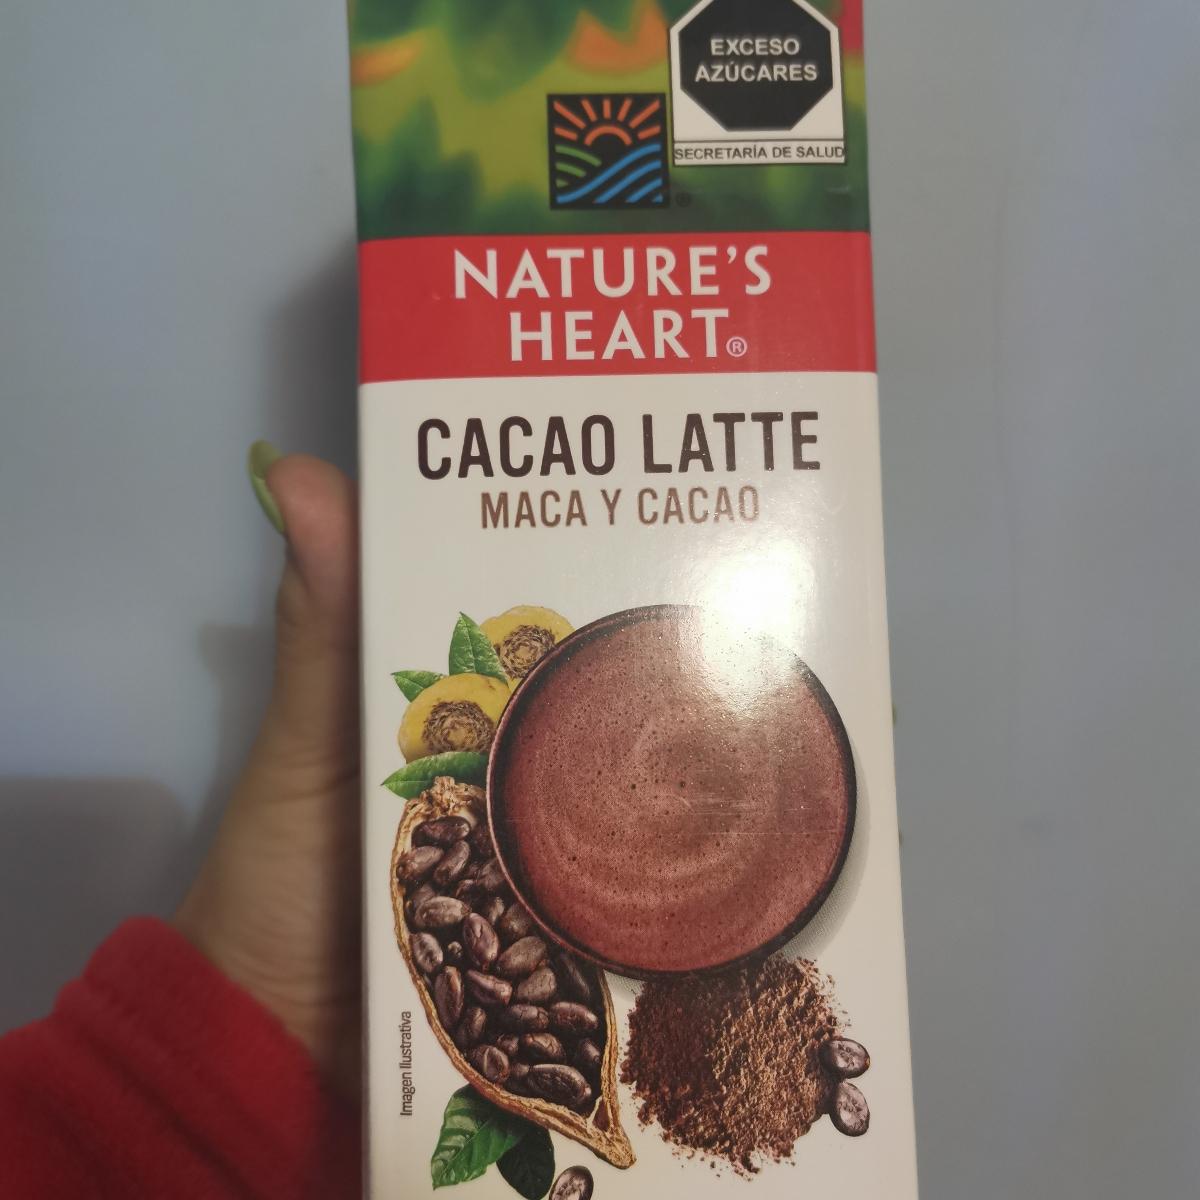 EXCESO
AZÚCARES
SECRETARÍA DE SALUD
®
NATURE'S
HEART®
CACAO LATTE
MACA Y CACAO
Imagen Ilustrativa